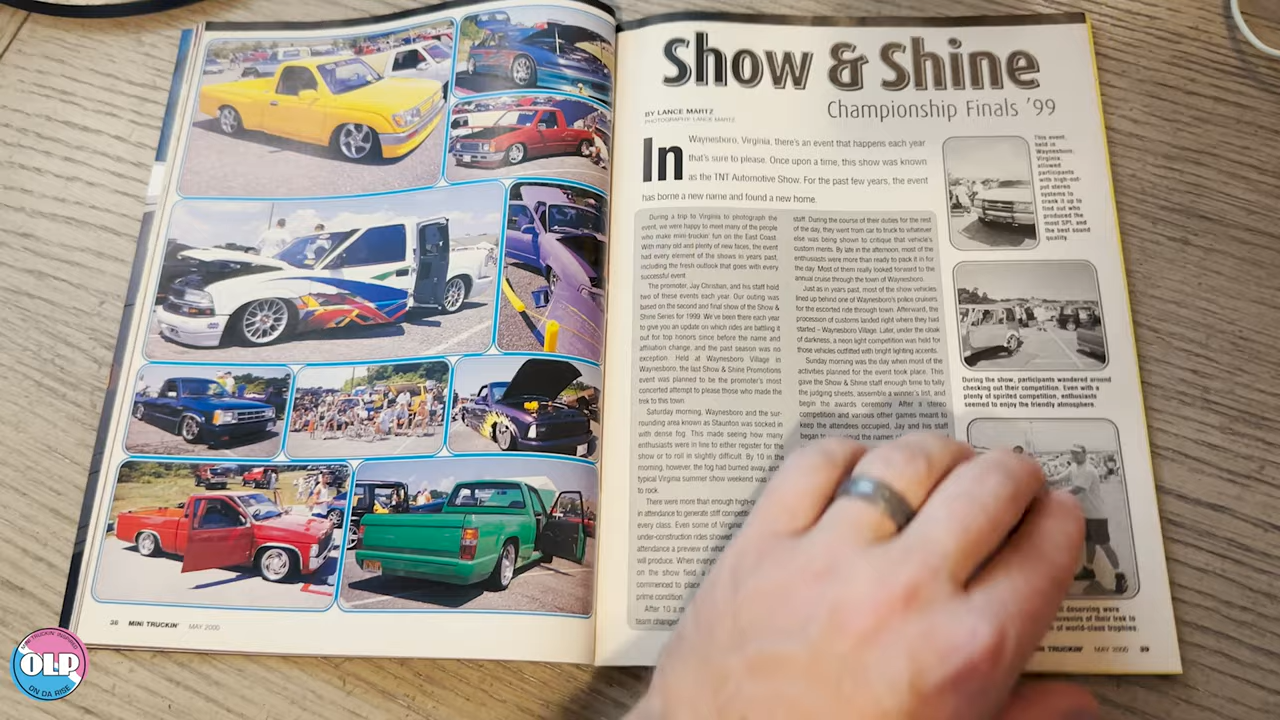 Show & Shine
Championship Finals '99
BY LANCE MARTZ
PHOTOGRAPHY: LANCE MARTZ
In Waynesboro, Virginia, there's an event that happens each year
that's sure to please. Once upon a time, this show was known
as the TNT Automotive Show. For the past few years, the event
has borne a new name and found a new home.
During a trip to Virginia to photograph the
event, we were happy to meet many of the people
who make mini-truckin' fun on the East Coast.
With many old and plenty of new faces, the event
had every element of the shows in years past,
including the fresh outlook that goes with every
successful event.
The promoter, Jay Christian, and his staff hold
two of these events each year. Our outing was
based on the second and final show of the Show &
Shine Series for 1999. We've been there each year
to give you an update on which rides are battling it
out for top honors since before the name and
affiliation change, and the past season was no
exception. Held at Waynesboro Village in
Waynesboro, the last Show & Shine Promotions
event was planned to be the promoter's most
concerted attempt to please those who made the
trek to this town.
Saturday morning, Waynesboro and the sur-
rounding area known as Staunton was socked in
with dense fog. This made seeing how many
enthusiasts were in line to either register for the
show or to roll in slightly difficult. By 10 in the
morning, however, the fog had burned away, and
typical Virginia summer show weekend was
to rock.
There were more than enough high-
in attendance to generate stiff competi
every class. Even some of Virgin
under-construction rides showed
attendance a preview of what
will produce. When every
on the show field, a
commenced to place
prime condition
After 10 a.m
team changed
staff. During the course of their duties for the rest
of the day, they went from car to truck to whatever
else was being shown to critique that vehicle's
custom merits. By late in the afternoon, most of the
enthusiasts were more than ready to pack it in for
the day. Most of them really looked forward to the
annual cruise through the town of Waynesboro.
Just as in years past, most of the show vehicles
lined up behind one of Waynesboro's police cruisers
for the escorted ride through town. Afterward, the
procession of customs landed right where they had
started – Waynesboro Village. Later, under the cloak
of darkness, a neon light competition was held for
those vehicles outfitted with bright lighting accents.
Sunday morning was the day when most of the
activities planned for the event took place. This
gave the Show & Shine staff enough time to tally
the judging sheets, assemble a winner's list, and
begin the awards ceremony. After a stereo
competition and various other games meant to
keep the attendees occupied, Jay and his staff
began to loud the names of
This event,
held in
Waynesboro,
Virginia,
allowed
participants
with high-out-
put stereo
systems to
crank it up to
find out who
produced the
most SPL and
the best sound
quality.
During the show, participants wandered around
checking out their competition. Even with a
plenty of spirited competition, enthusiasts
seemed to enjoy the friendly atmosphere.
deserving were
of their trek to
of world-class trophies.
38 MINI TRUCKIN' MAY 2000
TRUCKIN' MAY 2000 39
MINI TRUCKIN' INSPIRED
OLP
ON DA RISE